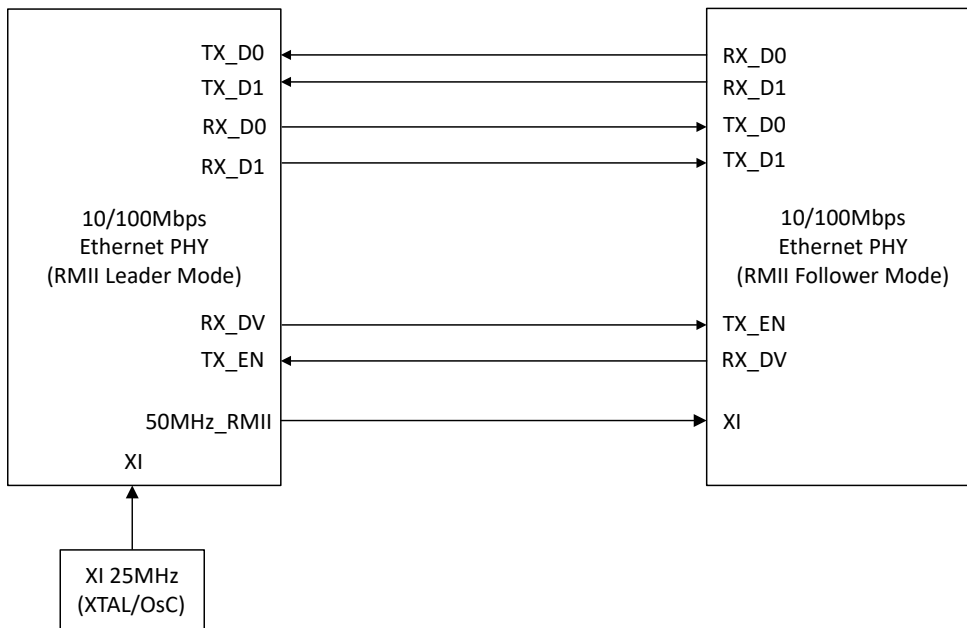 TX_D0
TX_D1
RX_D0
RX_D1
10/100Mbps
Ethernet PHY
(RMII Leader Mode)
RX_DV
TX_EN
50MHz_RMII
XI
RX_D0
RX_D1
TX_D0
TX_D1
10/100Mbps
Ethernet PHY
(RMII Follower Mode)
TX_EN
RX_DV
XI
XI 25MHz
(XTAL/OsC)